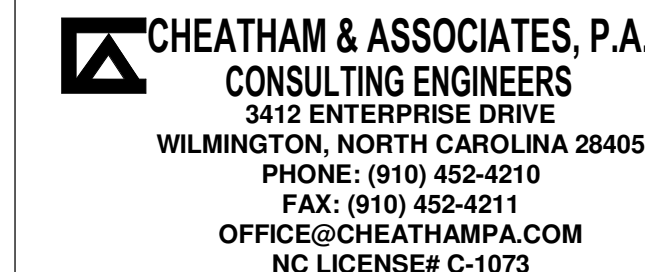 CHEATHAM & ASSOCIATES, P.A.
CONSULTING ENGINEERS
3412 ENTERPRISE DRIVE
WILMINGTON, NORTH CAROLINA 28405
PHONE: (910) 452-4210
FAX: (910) 452-4211
OFFICE@CHEATHAMPA.COM
NC LICENSE# C-1073